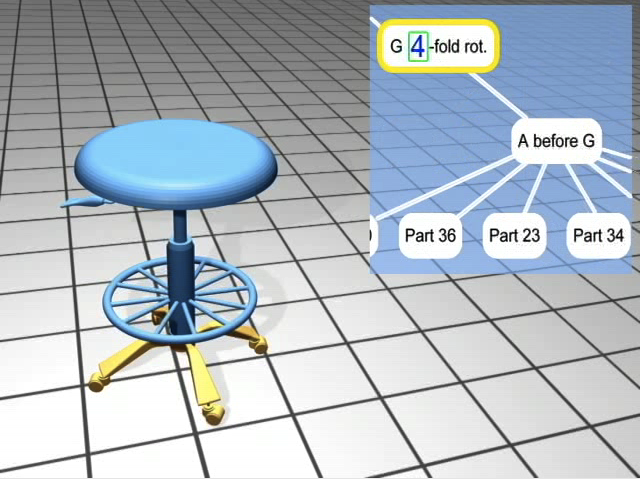 G 4-fold rot.
A before G
Part 36
Part 23
Part 34